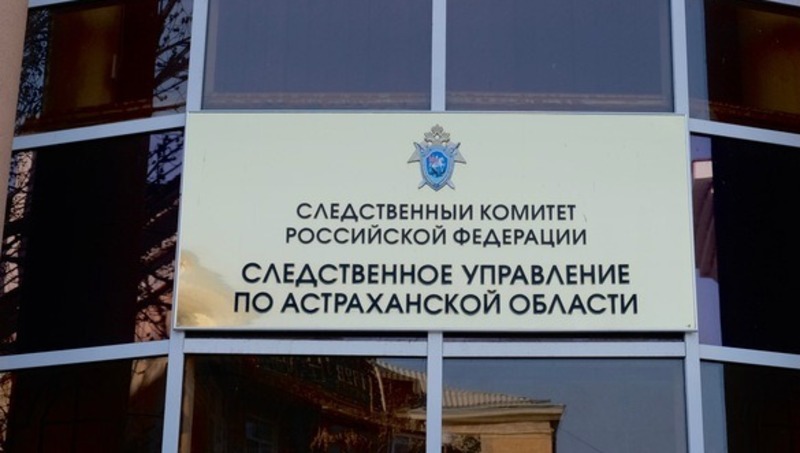 СЛЕДСТВЕННЫЙ КОМИТЕТ
РОССИЙСКОЙ ФЕДЕРАЦИИ
СЛЕДСТВЕННОЕ УПРАВЛЕНИЕ
ПО АСТРАХАНСКОЙ ОБЛАСТИ